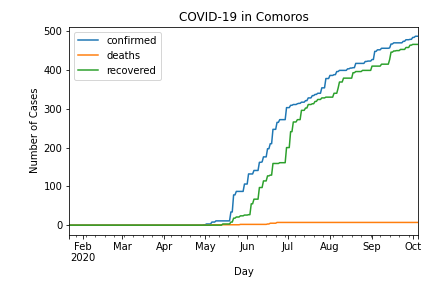 COVID-19 in Comoros
500
400
300
200
100
0
Number of Cases
confirmed
deaths
recovered
Feb Mar Apr May Jun Jul Aug Sep Oct
2020
Day